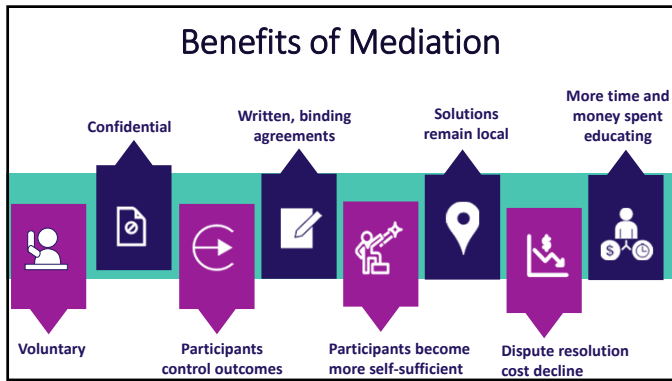 Benefits of Mediation
Confidential
Written, binding
agreements
Solutions
remain local
More time and
money spent
educating
$
$
Voluntary
Participants
control outcomes
Participants become
more self-sufficient
Dispute resolution
cost decline